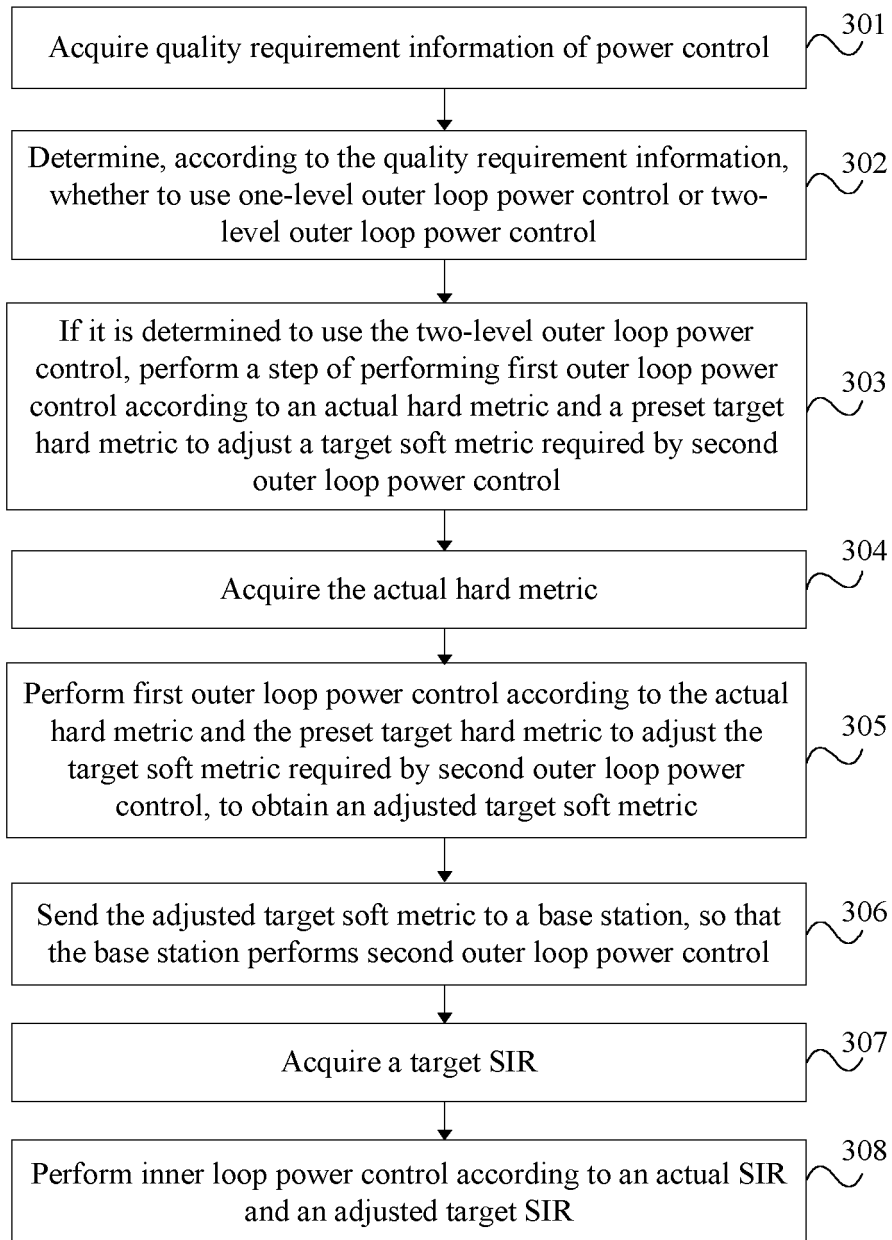 Acquire quality requirement information of power control
301
Determine, according to the quality requirement information,
whether to use one-level outer loop power control or two-
level outer loop power control
302
If it is determined to use the two-level outer loop power
control, perform a step of performing first outer loop power
control according to an actual hard metric and a preset target
hard metric to adjust a target soft metric required by second
outer loop power control
303
Acquire the actual hard metric
304
Perform first outer loop power control according to the actual
hard metric and the preset target hard metric to adjust the
target soft metric required by second outer loop power
control, to obtain an adjusted target soft metric
305
Send the adjusted target soft metric to a base station, so that
the base station performs second outer loop power control
306
Acquire a target SIR
307
Perform inner loop power control according to an actual SIR
and an adjusted target SIR
308